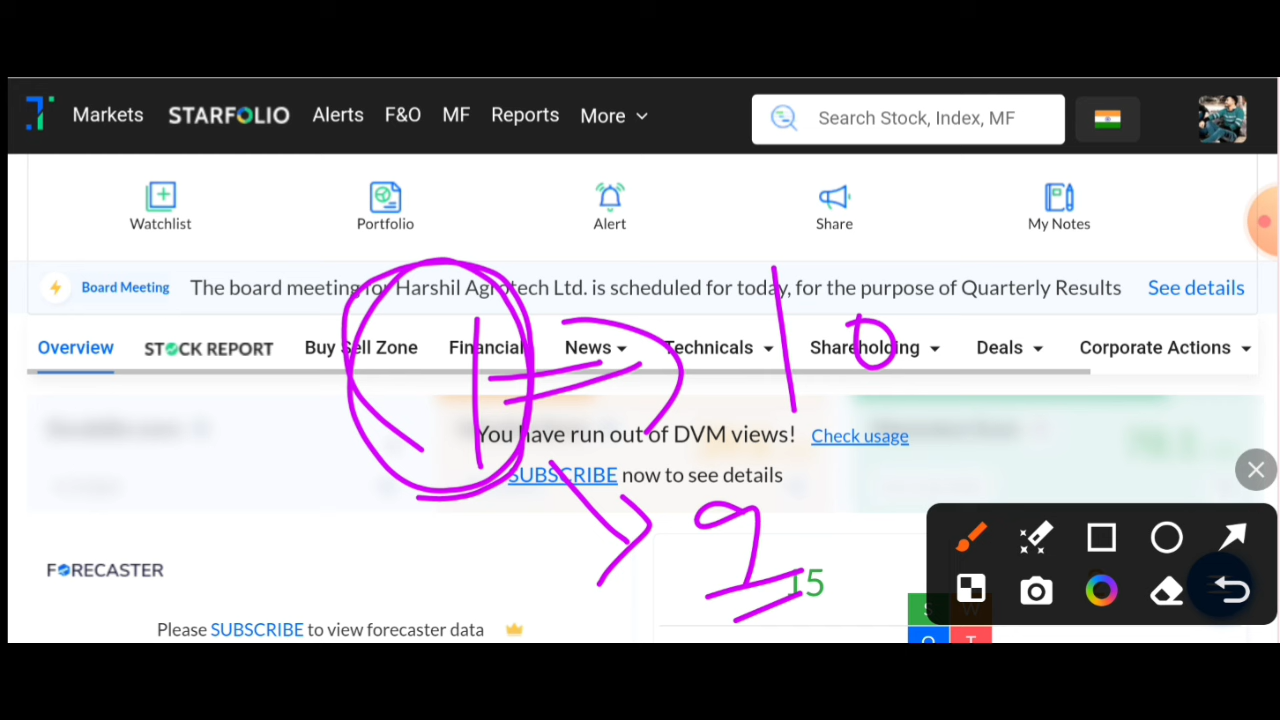 Markets STARFOLIO Alerts F&O MF Reports More Search Stock, Index, MF
Watchlist Portfolio Alert Share My Notes
Board Meeting The board meeting for Harshil Agrotech Ltd. is scheduled for today, for the purpose of Quarterly Results See details
Overview STOCK REPORT Buy Sell Zone Financials News Technicals Shareholding Deals Corporate Actions
1 10
You have run out of DVM views! Check usage
SUBSCRIBE now to see details
9
FORECASTER
15
S W
Please SUBSCRIBE to view forecaster data
O T